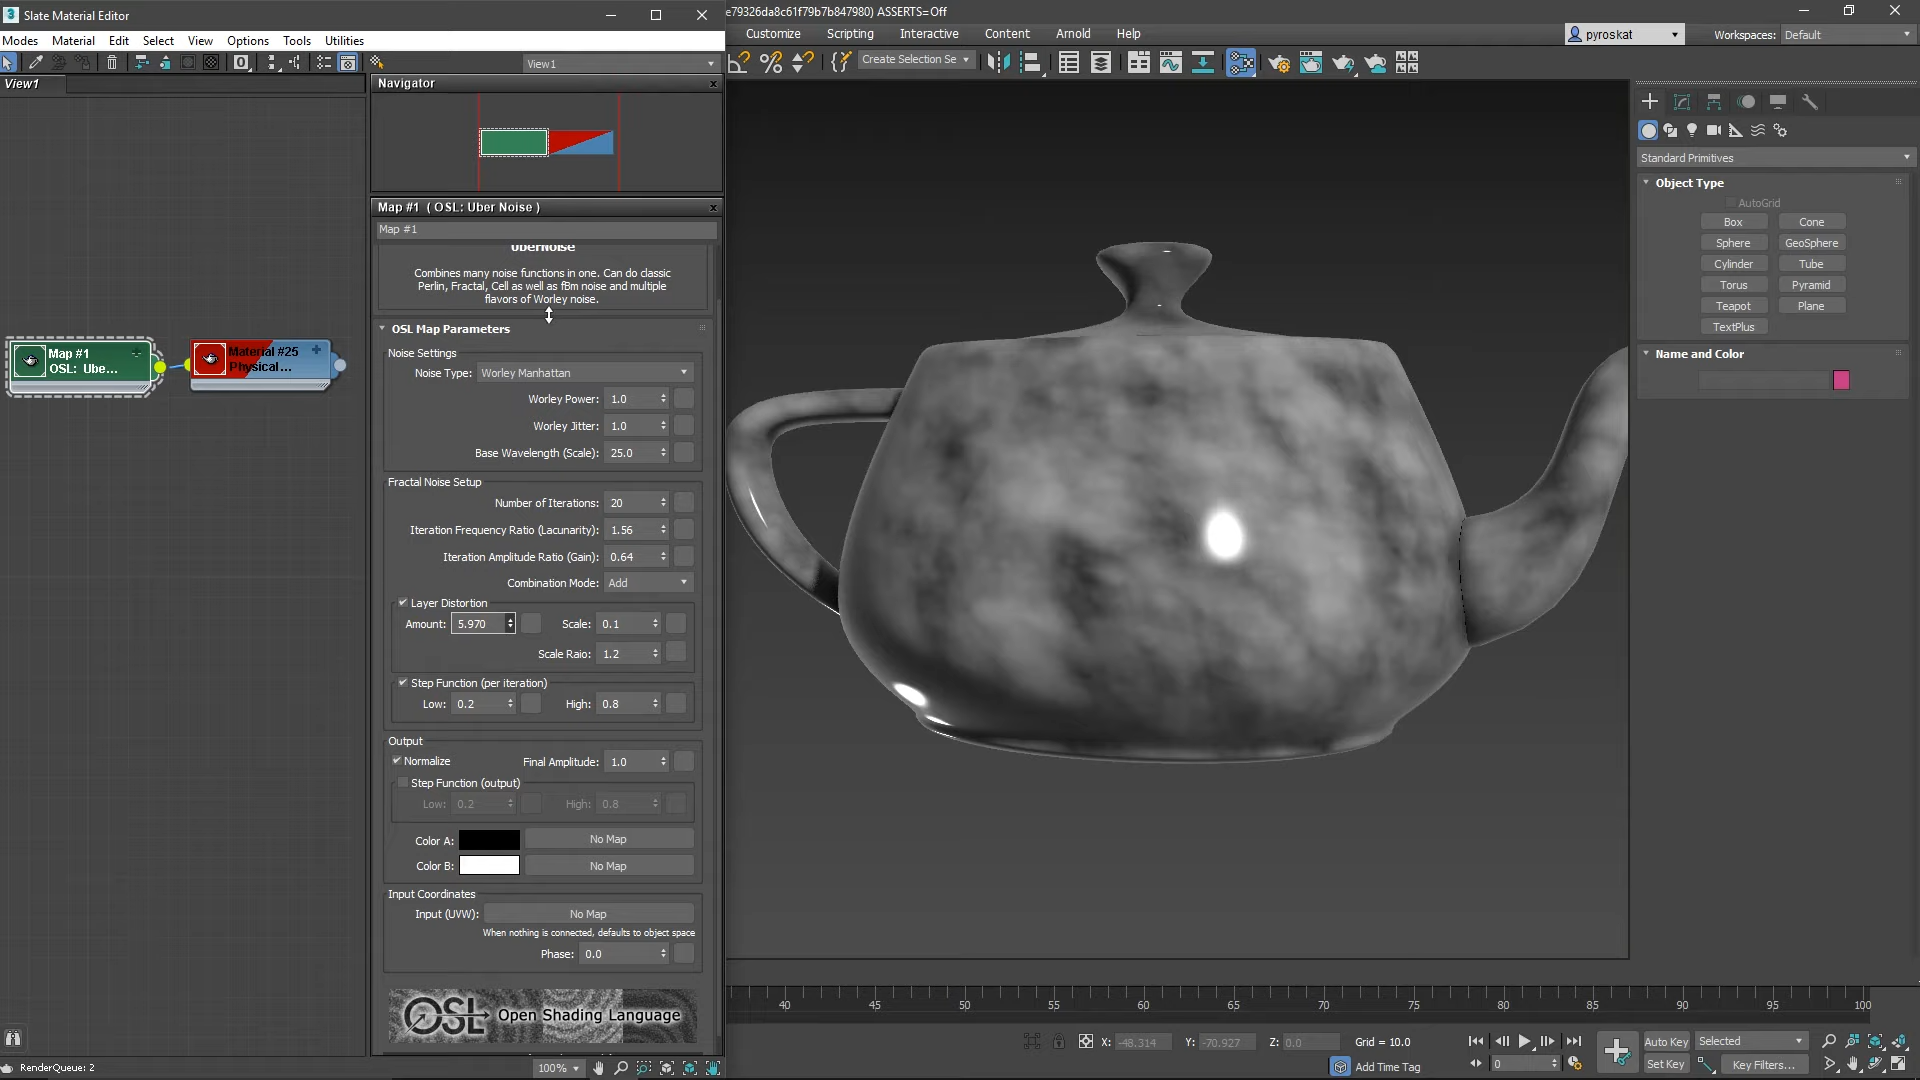 3 Slate Material Editor
e79326da8c61f79b7b847980) ASSERTS=Off
Modes Material Edit Select View Options Tools Utilities
Customize Scripting Interactive Content Arnold Help
pyroskat
Workspaces: Default
View1
Create Selection Se
View1
Navigator
Standard Primitives
Object Type
AutoGrid
Box Cone
Sphere GeoSphere
Cylinder Tube
Torus Pyramid
Teapot Plane
TextPlus
Name and Color
Map #1 ( OSL: Uber Noise )
Map #1
UberNoise
Combines many noise functions in one. Can do classic
Perlin, Fractal, Cell as well as fBm noise and multiple
flavors of Worley noise.
Map #1
OSL: Ube...
Material #25
Physical...
OSL Map Parameters
Noise Settings
Noise Type: Worley Manhattan
Worley Power: 1.0
Worley Jitter: 1.0
Base Wavelength (Scale): 25.0
Fractal Noise Setup
Number of Iterations: 20
Iteration Frequency Ratio (Lacunarity): 1.56
Iteration Amplitude Ratio (Gain): 0.64
Combination Mode: Add
Layer Distortion
Amount: 5.970 Scale: 0.1
Scale Raio: 1.2
Step Function (per iteration)
Low: 0.2 High: 0.8
Output
Normalize Final Amplitude: 1.0
Step Function (output)
Low: 0.2 High: 0.8
Color A: No Map
Color B: No Map
Input Coordinates
Input (UVW): No Map
When nothing is connected, defaults to object space
Phase: 0.0
OSL Open Shading Language
40 45 50 55 60 65 70 75 80 85 90 95 100
X: -48.314 Y: -70.927 Z: 0.0 Grid = 10.0
Add Time Tag
0
Auto Key Selected
Set Key Key Filters...
RenderQueue: 2
100%